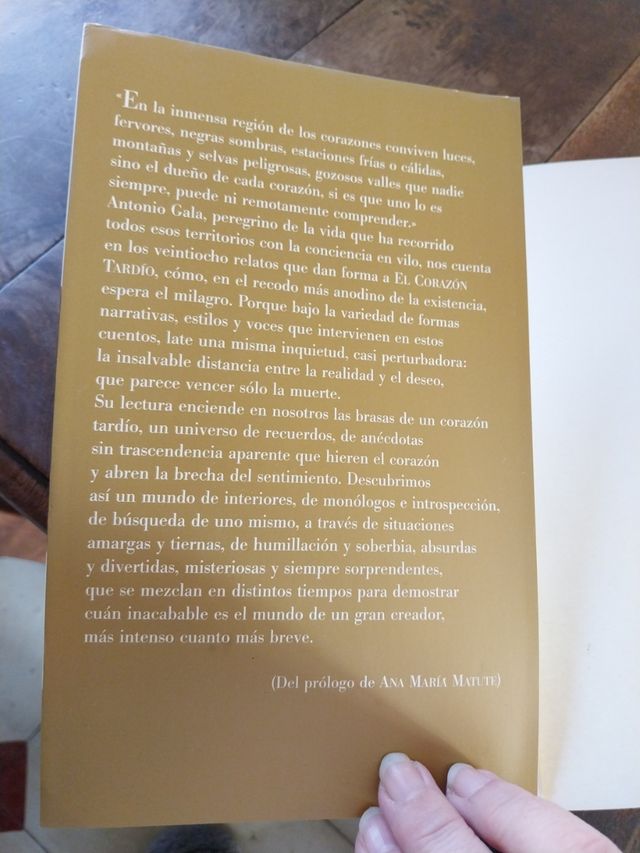 «En la inmensa región de los corazones conviven luces,
fervores, negras sombras, estaciones frías o cálidas,
montañas y selvas peligrosas, gozosos valles que nadie
sino el dueño de cada corazón, si es que uno lo es
siempre, puede ni remotamente comprender.»
Antonio Gala, peregrino de la vida que ha recorrido
todos esos territorios con la conciencia en vilo, nos cuenta
en los veintiocho relatos que dan forma a EL CORAZÓN
TARDÍO, cómo, en el recodo más anodino de la existencia,
espera el milagro. Porque bajo la variedad de formas
narrativas, estilos y voces que intervienen en estos
cuentos, late una misma inquietud, casi perturbadora:
la insalvable distancia entre la realidad y el deseo,
que parece vencer sólo la muerte.
Su lectura enciende en nosotros las brasas de un corazón
tardío, un universo de recuerdos, de anécdotas
sin trascendencia aparente que hieren el corazón
y abren la brecha del sentimiento. Descubrimos
así un mundo de interiores, de monólogos e introspección,
de búsqueda de uno mismo, a través de situaciones
amargas y tiernas, de humillación y soberbia, absurdas
y divertidas, misteriosas y siempre sorprendentes,
que se mezclan en distintos tiempos para demostrar
cuán inacabable es el mundo de un gran creador,
más intenso cuanto más breve.
(Del prólogo de ANA MARÍA MATUTE)